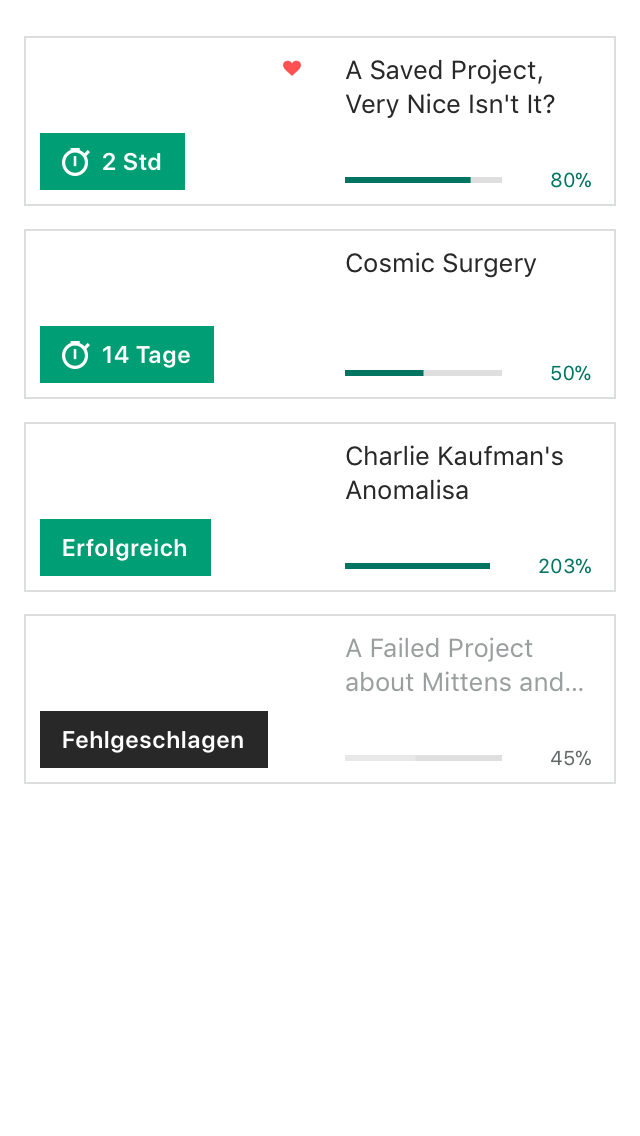 A Saved Project,
Very Nice Isn't It?
2 Std
80%
Cosmic Surgery
14 Tage
50%
Charlie Kaufman's
Anomalisa
Erfolgreich
203%
A Failed Project
about Mittens and...
Fehlgeschlagen
45%